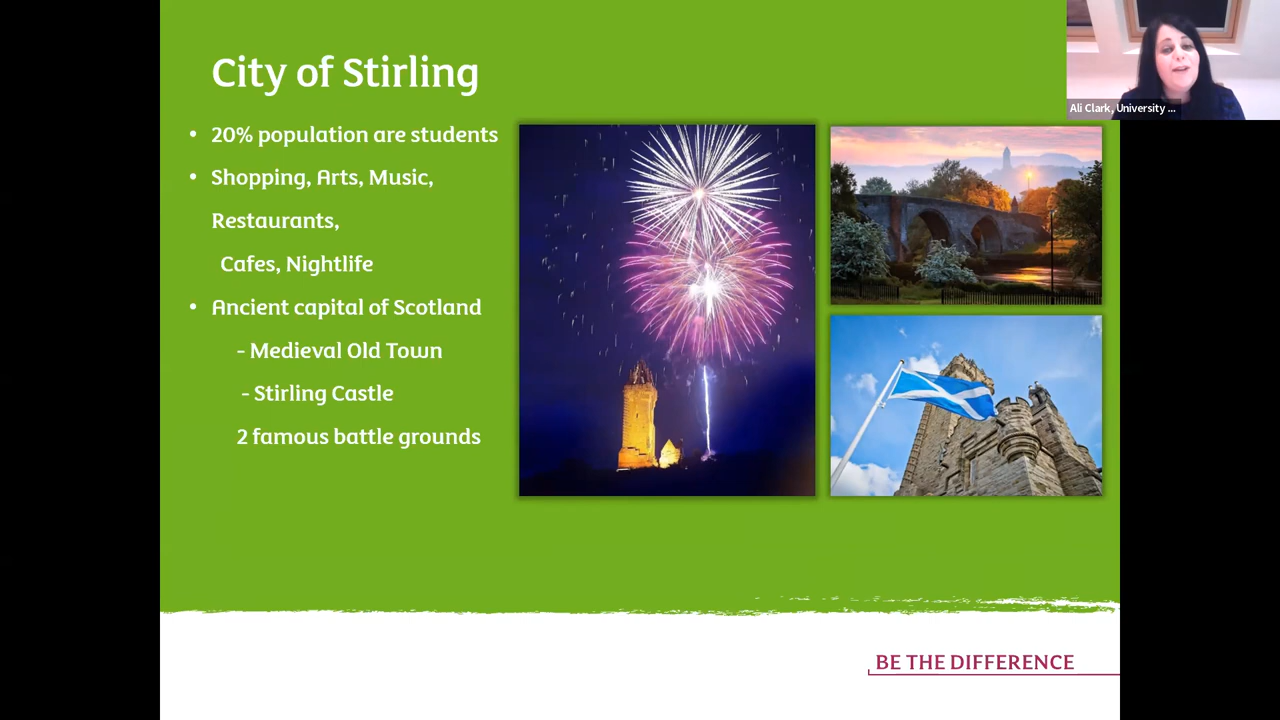 City of Stirling
• 20% population are students
• Shopping, Arts, Music,
Restaurants,
Cafes, Nightlife
• Ancient capital of Scotland
- Medieval Old Town
- Stirling Castle
2 famous battle grounds
Ali Clark, University ...
BE THE DIFFERENCE